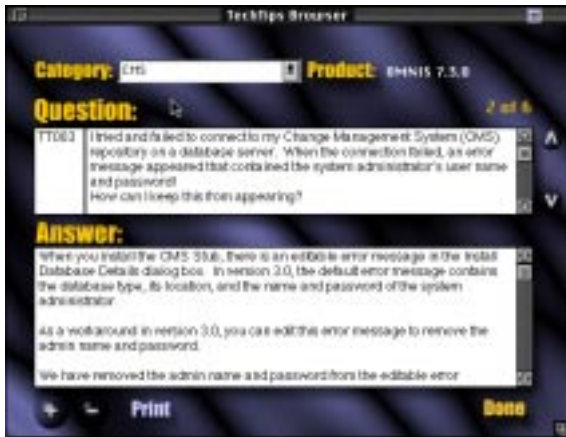 TechTips Browser
Category: CMS Product: OMNIS 7.3.0
Question: 2 of 6
TT083 I tried and failed to connect to my Change Management System (CMS)
repository on a database server. When the connection failed, an error
message appeared that contained the system administrator's user name
and password!
How can I keep this from appearing?
Answer:
When you install the CMS Stub, there is an editable error message in the Install
Database Details dialog box. In version 3.0, the default error message contains
the database type, its location, and the name and password of the system
administrator.
As a workaround in version 3.0, you can edit this error message to remove the
admin name and password.
We have removed the admin name and password from the editable error
Print Done